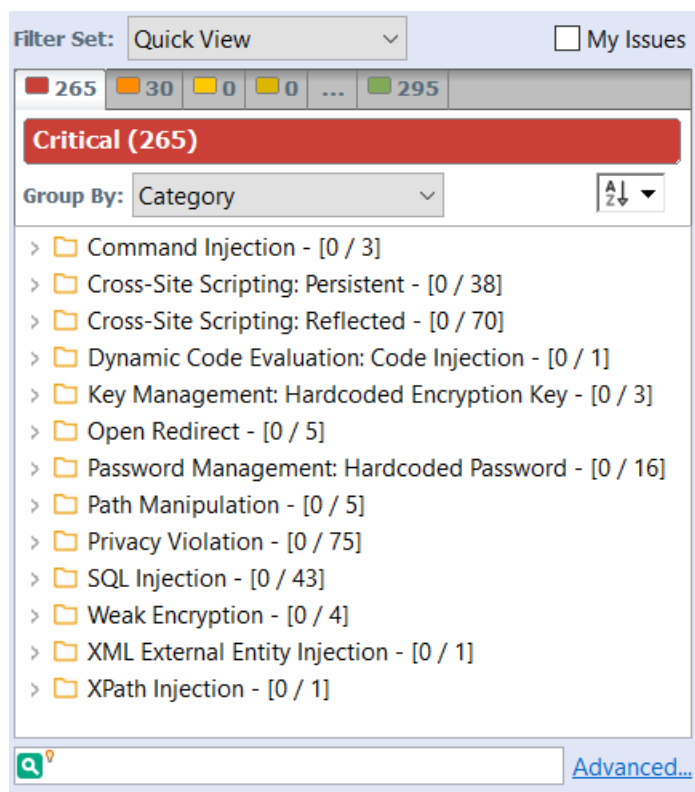 Filter Set: Quick View My Issues
265 30 0 0 ... 295
Critical (265)
Group By: Category A Z
Command Injection - [0 / 3]
Cross-Site Scripting: Persistent - [0 / 38]
Cross-Site Scripting: Reflected - [0 / 70]
Dynamic Code Evaluation: Code Injection - [0 / 1]
Key Management: Hardcoded Encryption Key - [0 / 3]
Open Redirect - [0 / 5]
Password Management: Hardcoded Password - [0 / 16]
Path Manipulation - [0 / 5]
Privacy Violation - [0 / 75]
SQL Injection - [0 / 43]
Weak Encryption - [0 / 4]
XML External Entity Injection - [0 / 1]
XPath Injection - [0 / 1]
Advanced...